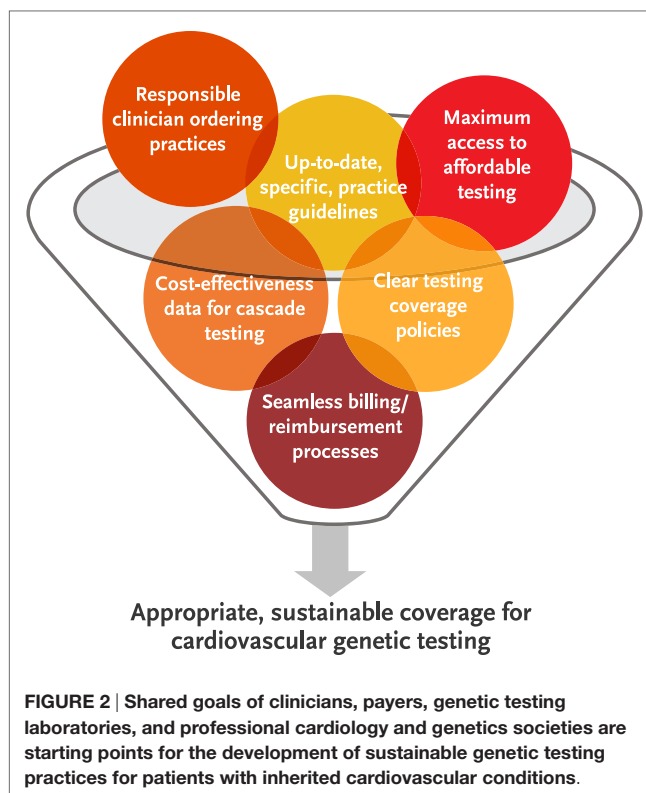 Responsible
clinician ordering
practices
Up-to-date,
specific, practice
guidelines
Maximum
access to
affordable
testing
Cost-effectiveness
data for cascade
testing
Clear testing
coverage
policies
Seamless billing/
reimbursement
processes
Appropriate, sustainable coverage for
cardiovascular genetic testing
FIGURE 2 | Shared goals of clinicians, payers, genetic testing
laboratories, and professional cardiology and genetics societies are
starting points for the development of sustainable genetic testing
practices for patients with inherited cardiovascular conditions.